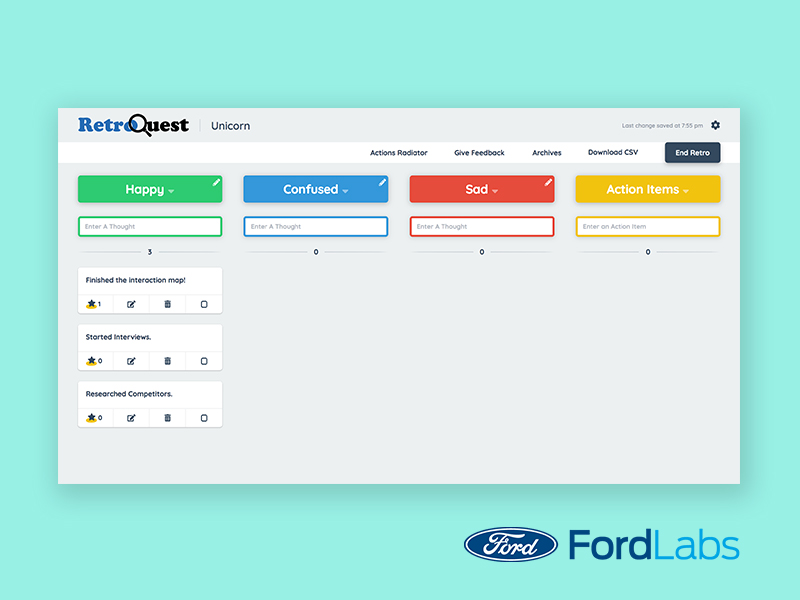 RetroQuest
Unicorn
Last change saved at 7:55 pm
Actions Radiator
Give Feedback
Archives
Download CSV
End Retro
Happy
Confused
Sad
Action Items
Enter A Thought
Enter A Thought
Enter A Thought
Enter an Action Item
3
0
0
0
Finished the interaction map!
1
Started Interviews.
0
Researched Competitors.
0
Ford
FordLabs